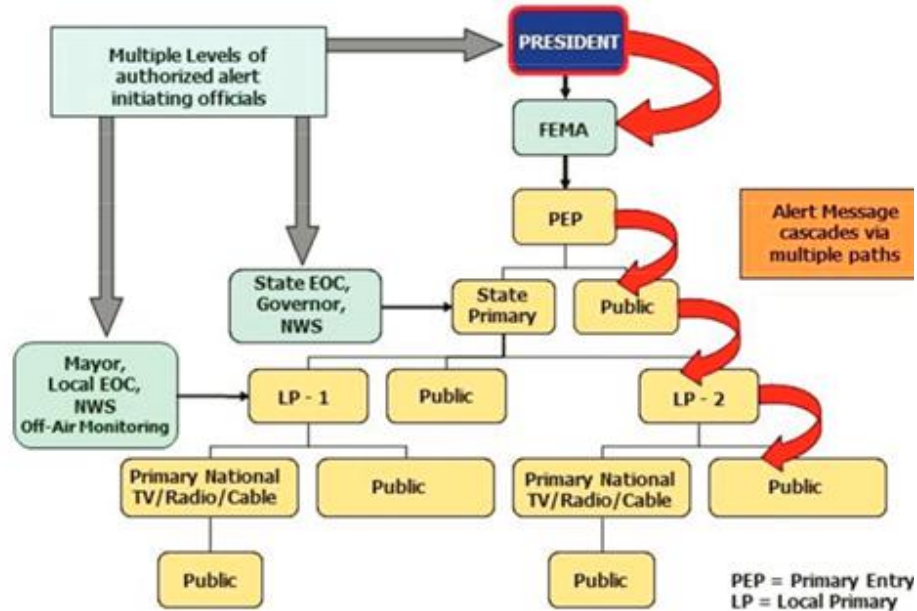 Multiple Levels of
authorized alert
initiating officials
PRESIDENT
FEMA
PEP
Alert Message
cascades via
multiple paths
State EOC,
Governor,
NWS
State
Primary
Public
Mayor,
Local EOC,
NWS
Off-Air Monitoring
LP - 1
Public
LP - 2
Primary National
TV/Radio/Cable
Public
Primary National
TV/Radio/Cable
Public
Public
Public
PEP = Primary Entry
LP = Local Primary